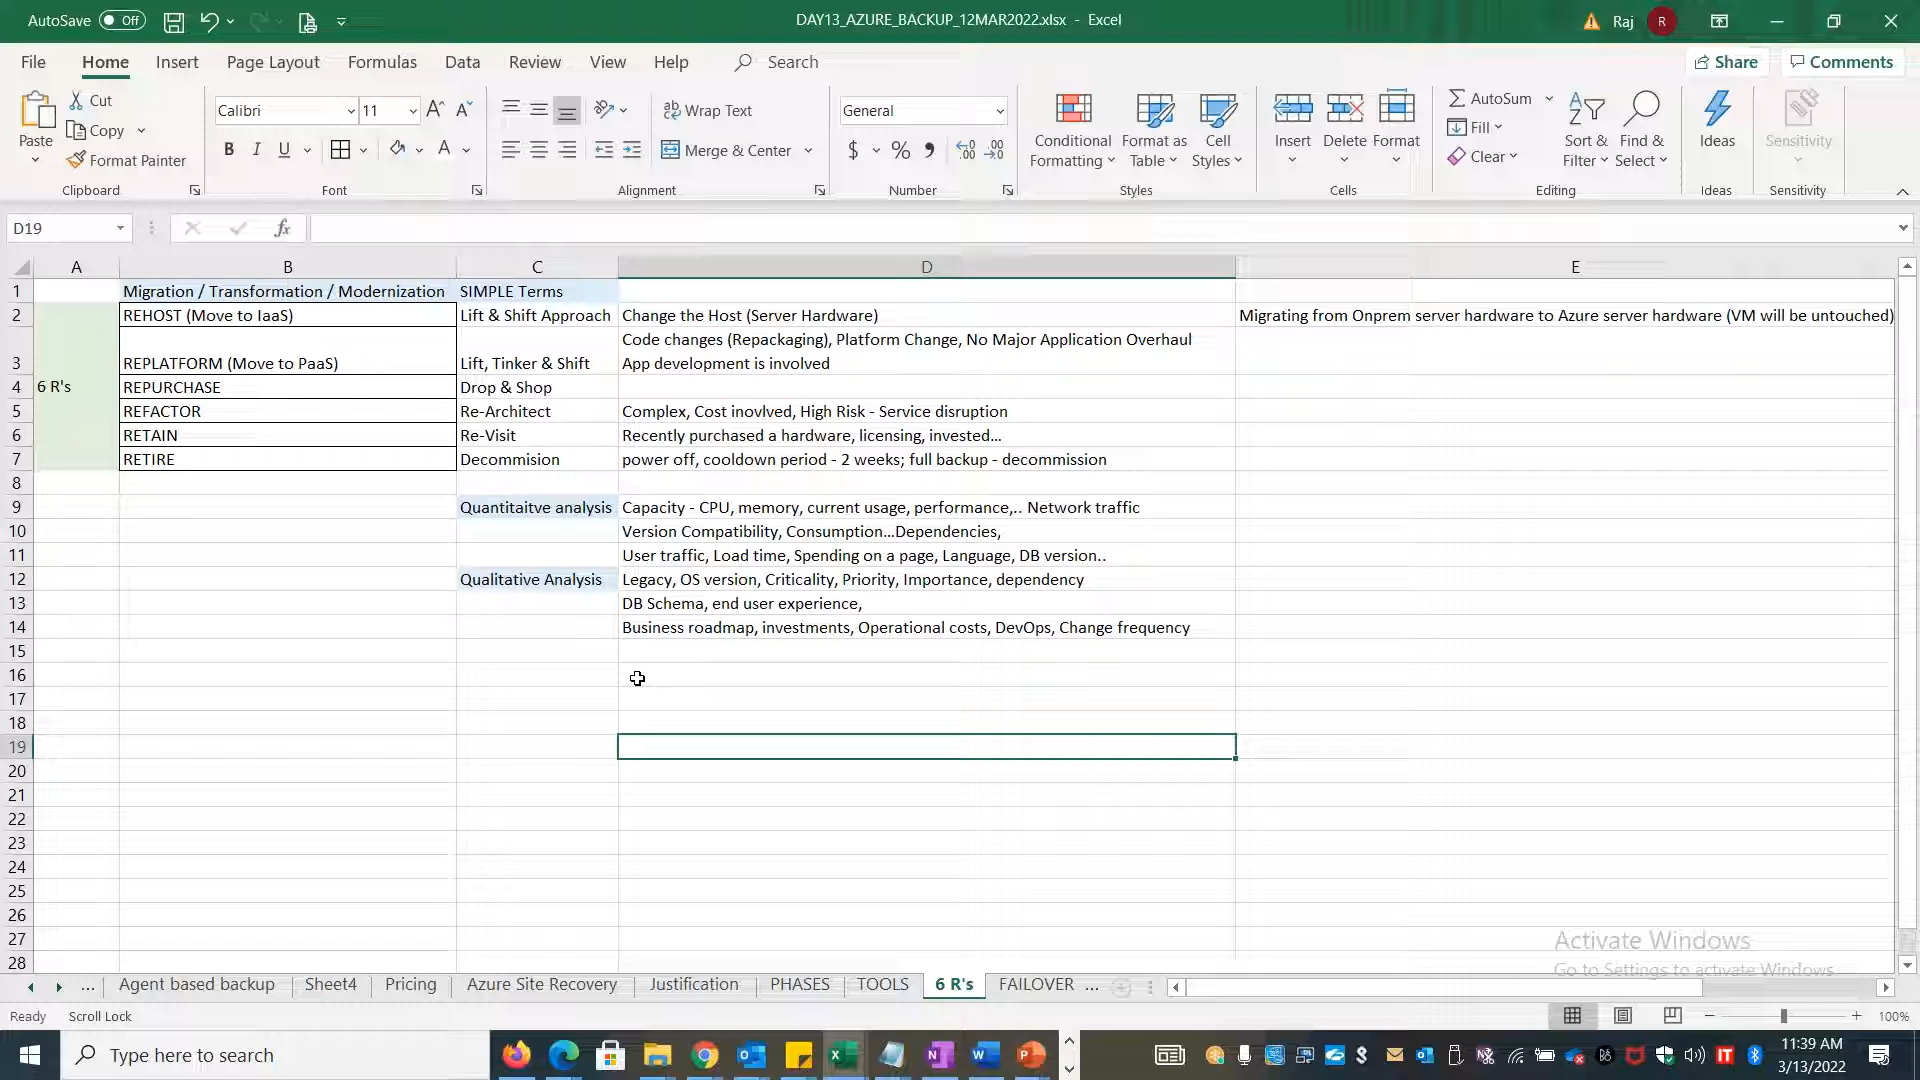 AutoSave Off
DAY13_AZURE_BACKUP_12MAR2022.xlsx - Excel
Raj R
File Home Insert Page Layout Formulas Data Review View Help Search Share Comments
Paste
Cut
Copy
Format Painter
Clipboard
Calibri 11
B I U
Font
Wrap Text
Merge & Center
Alignment
General
$ % 9
Number
Conditional Formatting
Format as Table
Cell Styles
Styles
Insert Delete Format
Cells
AutoSum
Fill
Clear
Sort & Filter
Find & Select
Editing
Ideas
Ideas
Sensitivity
Sensitivity
D19
fx
A B C D E
1 Migration / Transformation / Modernization SIMPLE Terms
2 REHOST (Move to IaaS) Lift & Shift Approach Change the Host (Server Hardware) Migrating from Onprem server hardware to Azure server hardware (VM will be untouched)
Code changes (Repackaging), Platform Change, No Major Application Overhaul
3 REPLATFORM (Move to PaaS) Lift, Tinker & Shift App development is involved
4 6 R's REPURCHASE Drop & Shop
5 REFACTOR Re-Architect Complex, Cost inovlved, High Risk - Service disruption
6 RETAIN Re-Visit Recently purchased a hardware, licensing, invested...
7 RETIRE Decommision power off, cooldown period - 2 weeks; full backup - decommission
8
9 Quantitaitve analysis Capacity - CPU, memory, current usage, performance,.. Network traffic
10 Version Compatibility, Consumption...Dependencies,
11 User traffic, Load time, Spending on a page, Language, DB version..
12 Qualitative Analysis Legacy, OS version, Criticality, Priority, Importance, dependency
13 DB Schema, end user experience,
14 Business roadmap, investments, Operational costs, DevOps, Change frequency
15
16
17
18
19
20
21
22
23
24
25
26
27
28
Activate Windows
Go to Settings to activate Windows.
... Agent based backup Sheet4 Pricing Azure Site Recovery Justification PHASES TOOLS 6 R's FAILOVER ...
Ready Scroll Lock
100%
Type here to search
11:39 AM
3/13/2022